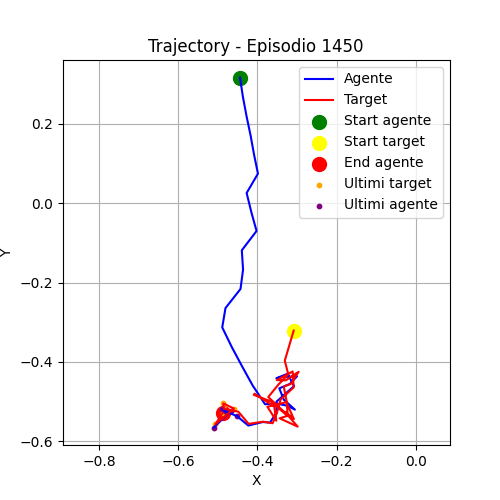 Trajectory - Episodio 1450
Agente
Target
Start agente
Start target
End agente
Ultimi target
Ultimi agente
0.2
0.0
−0.2
−0.4
−0.6
Y
−0.8
−0.6
−0.4
−0.2
0.0
X